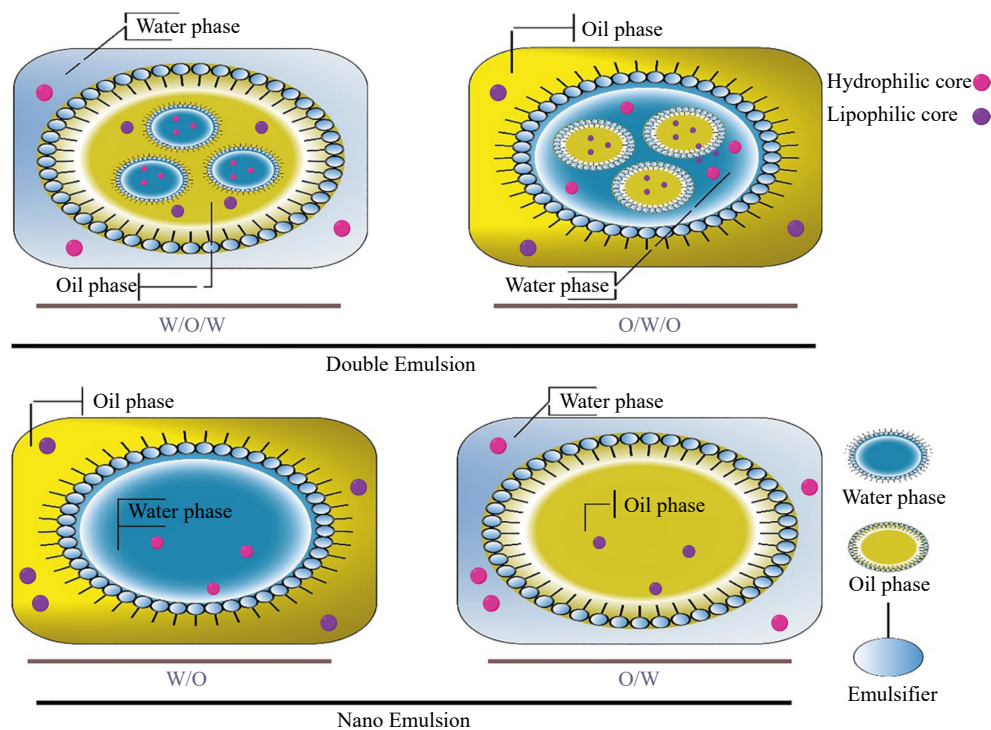 Water phase
Oil phase
Hydrophilic core
Lipophilic core
Oil phase
Water phase
W/O/W
O/W/O
Double Emulsion
Oil phase
Water phase
Water phase
Oil phase
Water phase
Oil phase
W/O
O/W
Emulsifier
Nano Emulsion